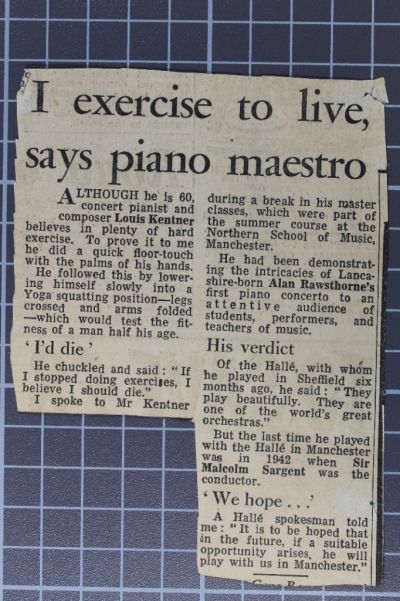 I exercise to live,
says piano maestro
ALTHOUGH he is 60,
concert pianist and
composer Louis Kentner
believes in plenty of hard
exercise. To prove it to me
he did a quick floor-touch
with the palms of his hands.
He followed this by lower-
ing himself slowly into a
Yoga squatting position—legs
crossed and arms folded
—which would test the fit-
ness of a man half his age.
‘I'd die’
He chuckled and said: “If
I stopped doing exercises, I
believe I should die.”
I spoke to Mr Kentner
during a break in his master
classes, which were part of
the summer course at the
Northern School of Music,
Manchester.
He had been demonstrat-
ing the intricacies of Lanca-
shire-born Alan Rawsthorne's
first piano concerto to an
attentive audience of
students, performers, and
teachers of music.
His verdict
Of the Hallé, with whom
he played in Sheffield six
months ago, he said: “They
play beautifully. They are
one of the world's great
orchestras.”
But the last time he played
with the Hallé in Manchester
was in 1942 when Sir
Malcolm Sargent was the
conductor.
‘We hope...’
A Hallé spokesman told
me: “It is to be hoped that
in the future, if a suitable
opportunity arises, he will
play with us in Manchester.”